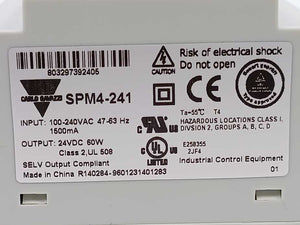 803297392405
Risk of electrical shock
Do not open
CARLO GAVAZZI
SPM4-241
Type approved
INPUT: 100-240VAC 47-63 Hz
1500mA
OUTPUT: 24VDC 60W
Class 2,UL 508
SELV Output Compliant
Made in China R140284-9601231401283
Ta=55°C T4
HAZARDOUS LOCATIONS CLASS I,
DIVISION 2, GROUPS A, B, C, D
E258355
2JF4
LISTED
Industrial Control Equipment
01